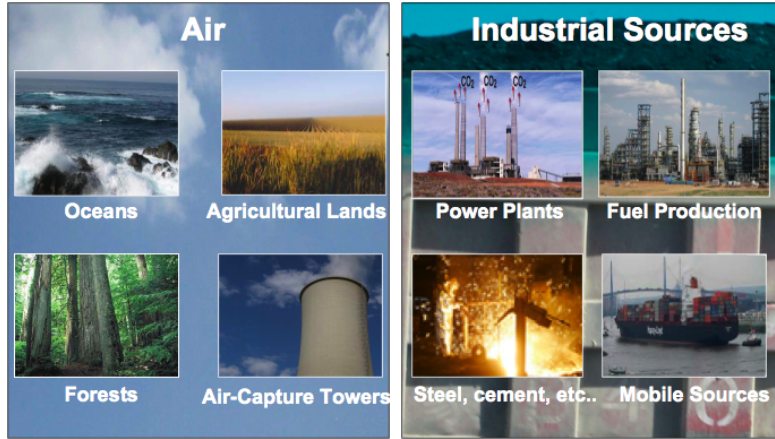 Air
Oceans
Agricultural Lands
Forests
Air-Capture Towers
Industrial Sources
CO2 CO2 CO2
Power Plants
Fuel Production
Steel, cement, etc..
Mobile Sources